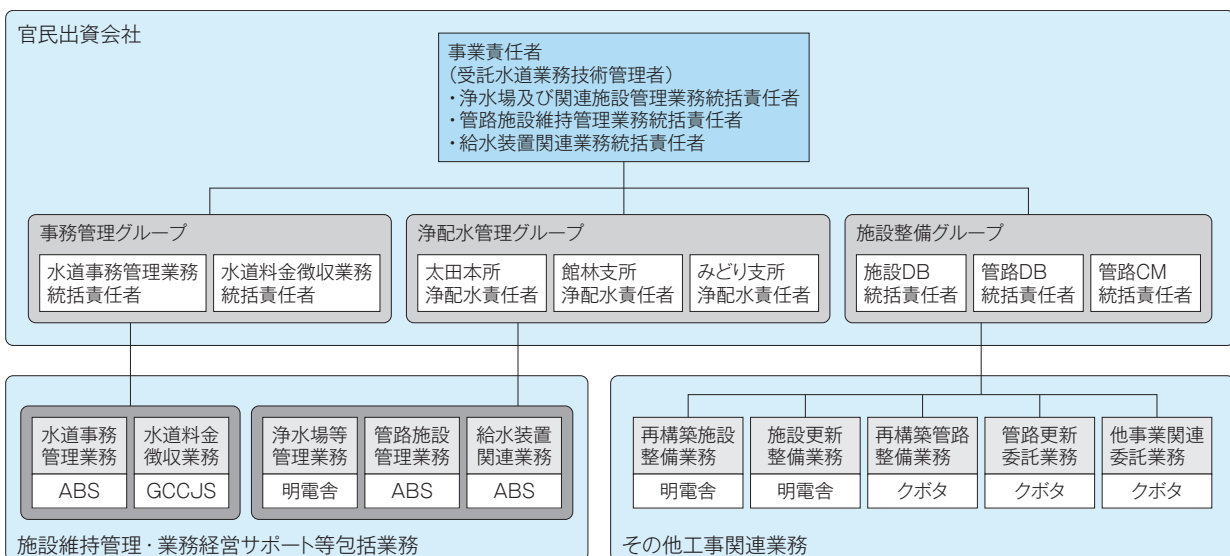 官民出資会社
事業責任者
(受託水道業務技術管理者)
・浄水場及び関連施設管理業務統括責任者
・管路施設維持管理業務統括責任者
・給水装置関連業務統括責任者
事務管理グループ
水道事務管理業務
統括責任者
水道料金徴収業務
統括責任者
浄配水管理グループ
太田本所
浄配水責任者
館林支所
浄配水責任者
みどり支所
浄配水責任者
施設整備グループ
施設DB
統括責任者
管路DB
統括責任者
管路CM
統括責任者
水道事務
管理業務
ABS
水道料金
徴収業務
GCCJS
浄水場等
管理業務
明電舎
管路施設
管理業務
ABS
給水装置
関連業務
ABS
施設維持管理・業務経営サポート等包括業務
再構築施設
整備業務
明電舎
施設更新
整備業務
明電舎
再構築管路
整備業務
クボタ
管路更新
委託業務
クボタ
他事業関連
委託業務
クボタ
その他工事関連業務